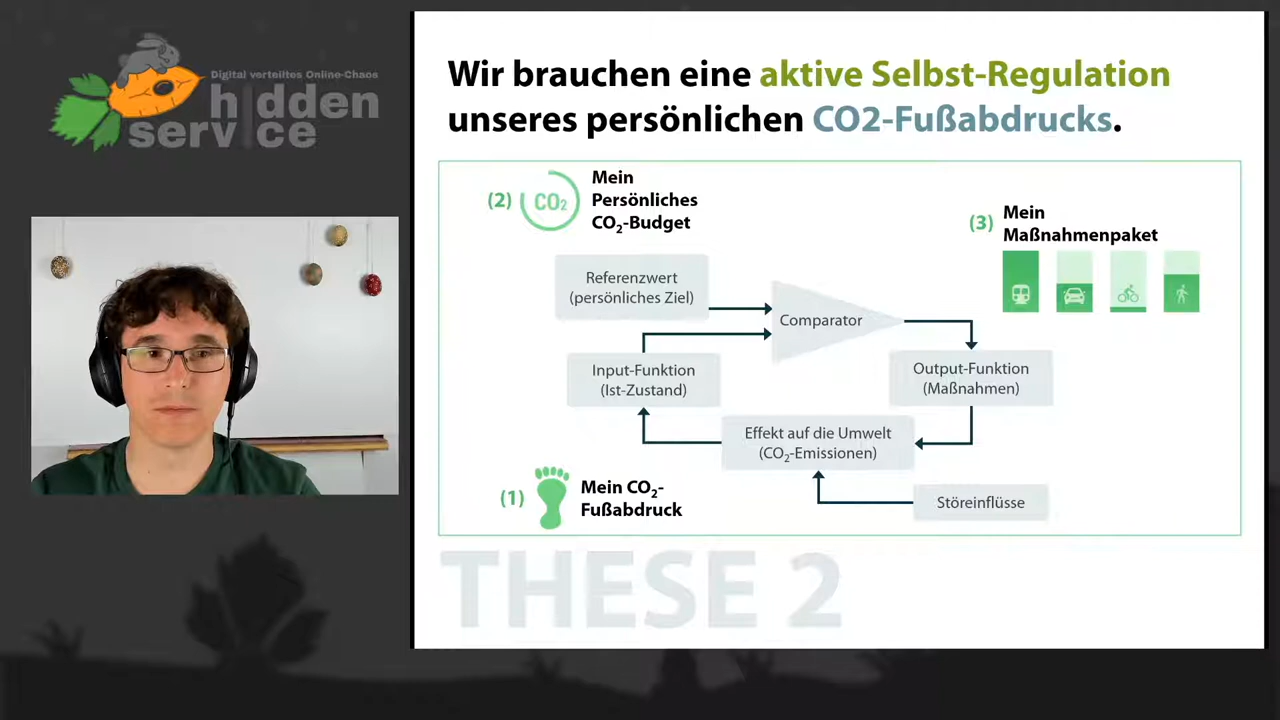 Digital verteiltes Online-Chaos
hidden
service
Wir brauchen eine aktive Selbst-Regulation
unseres persönlichen CO2-Fußabdrucks.
(2)
CO₂
Mein
Persönliches
CO₂-Budget
(3)
Mein
Maßnahmenpaket
Referenzwert
(persönliches Ziel)
Comparator
Input-Funktion
(Ist-Zustand)
Output-Funktion
(Maßnahmen)
Effekt auf die Umwelt
(CO₂-Emissionen)
(1)
Mein CO₂-
Fußabdruck
Störeinflüsse
THESE 2